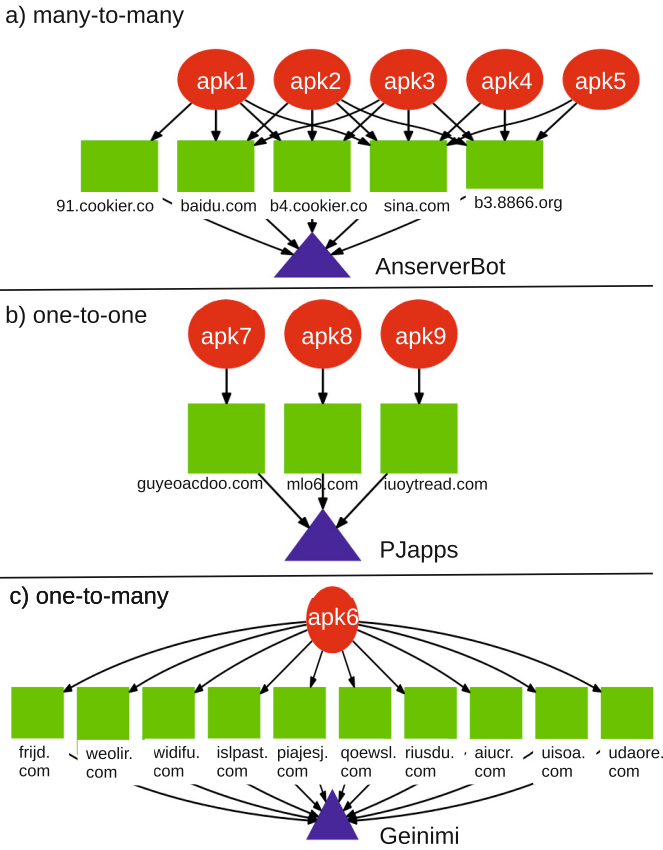 a) many-to-many
apk1 apk2 apk3 apk4 apk5
91.cookier.co baidu.com b4.cookier.co sina.com b3.8866.org
AnserverBot
b) one-to-one
apk7 apk8 apk9
guyeoacdoo.com mlo6.com iuoytread.com
PJapps
c) one-to-many
apk6
frijd. weolir. widifu. islpast. piajesj. qoewsl. riusdu. aiucr. uisoa. udaore.
com com com com com com com com com com
Geinimi